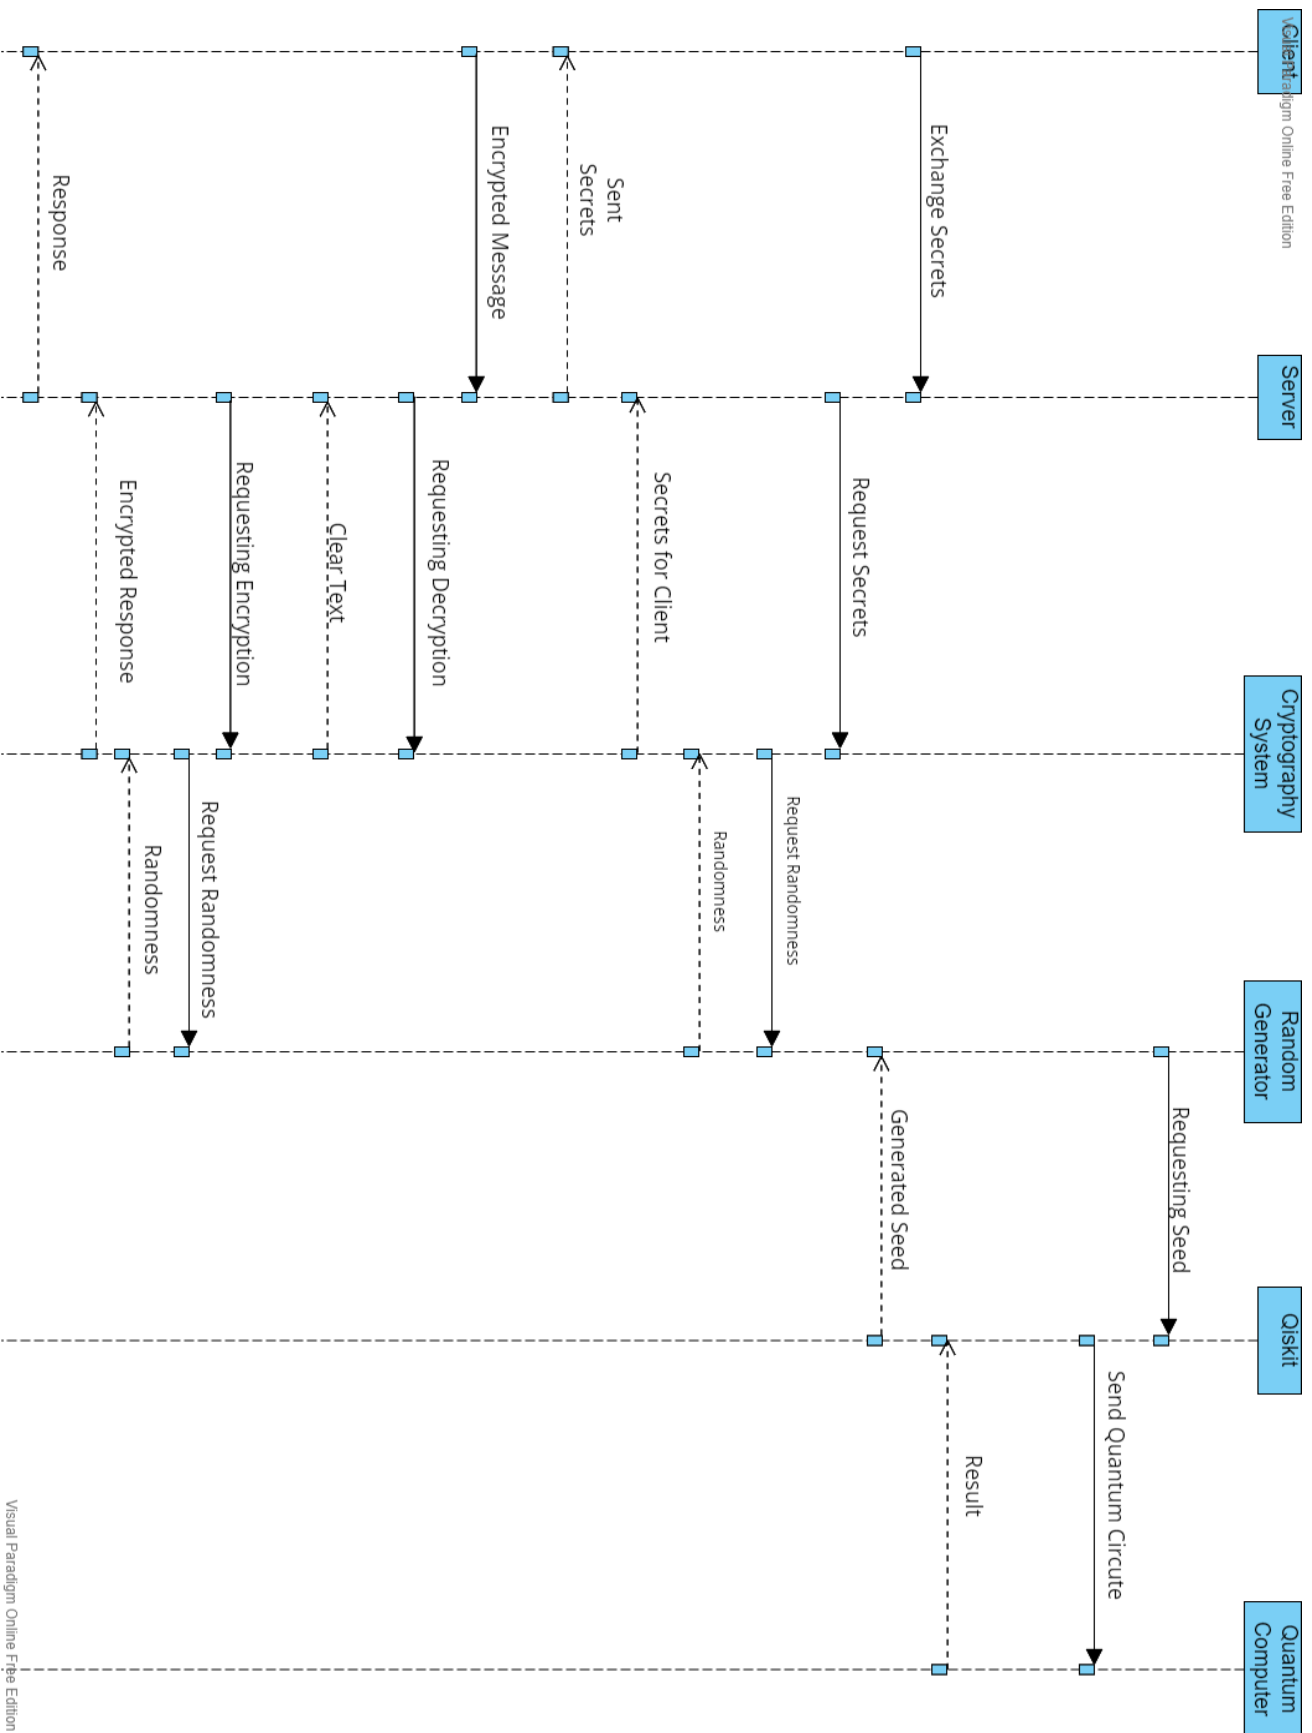 Client
Visual Paradigm Online Free Edition
Server
Cryptography
System
Random
Generator
Qiskit
Quantum
Computer
Requesting Seed
Send Quantum Circute
Result
Exchange Secrets
Generated Seed
Request Secrets
Request Randomness
Randomness
Secrets for Client
Sent
Secrets
Encrypted Message
Requesting Decryption
Clear Text
Requesting Encryption
Request Randomness
Randomness
Encrypted Response
Response
Visual Paradigm Online Free Edition